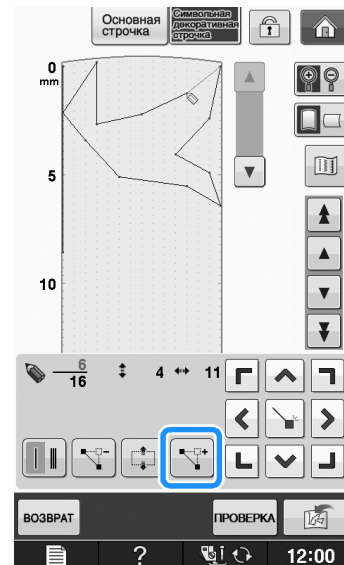 Основная
строчка
Символьная
декоративная
строчка
0
mm
5
10
6
16
4
11
ВОЗВРАТ
ПРОВЕРКА
?
12:00